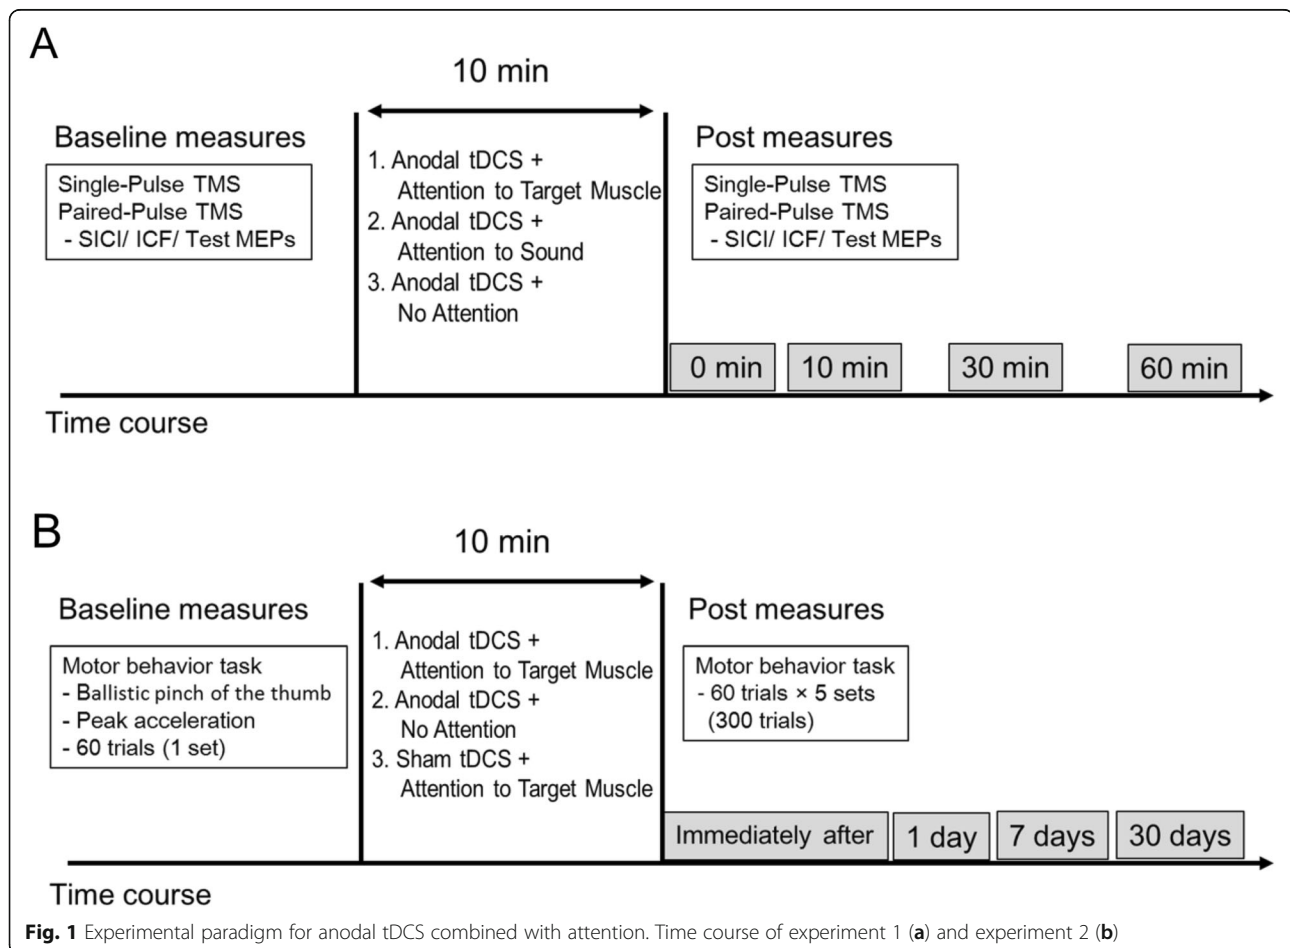 A
10 min
Baseline measures
Single-Pulse TMS
Paired-Pulse TMS
- SICI/ ICF/ Test MEPs
1. Anodal tDCS +
Attention to Target Muscle
2. Anodal tDCS +
Attention to Sound
3. Anodal tDCS +
No Attention
Post measures
Single-Pulse TMS
Paired-Pulse TMS
- SICI/ ICF/ Test MEPs
0 min
10 min
30 min
60 min
Time course
B
10 min
Baseline measures
Motor behavior task
- Ballistic pinch of the thumb
- Peak acceleration
- 60 trials (1 set)
1. Anodal tDCS +
Attention to Target Muscle
2. Anodal tDCS +
No Attention
3. Sham tDCS +
Attention to Target Muscle
Post measures
Motor behavior task
- 60 trials × 5 sets
(300 trials)
Immediately after
1 day
7 days
30 days
Time course
Fig. 1 Experimental paradigm for anodal tDCS combined with attention. Time course of experiment 1 (a) and experiment 2 (b)